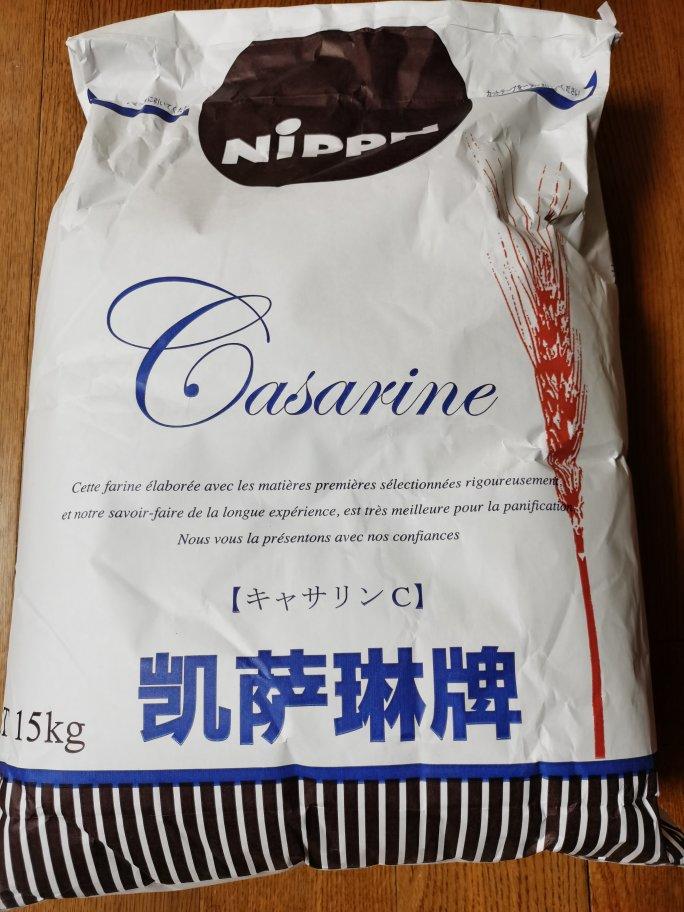 NIPP
Casarine
Cette farine élaborée avec les matières premières sélectionnées rigoureusement,
et notre savoir-faire de la longue expérience, est très meilleure pour la panification
Nous vous la présentons avec nos confiances
【キャサリンC】
凯萨琳牌
15kg